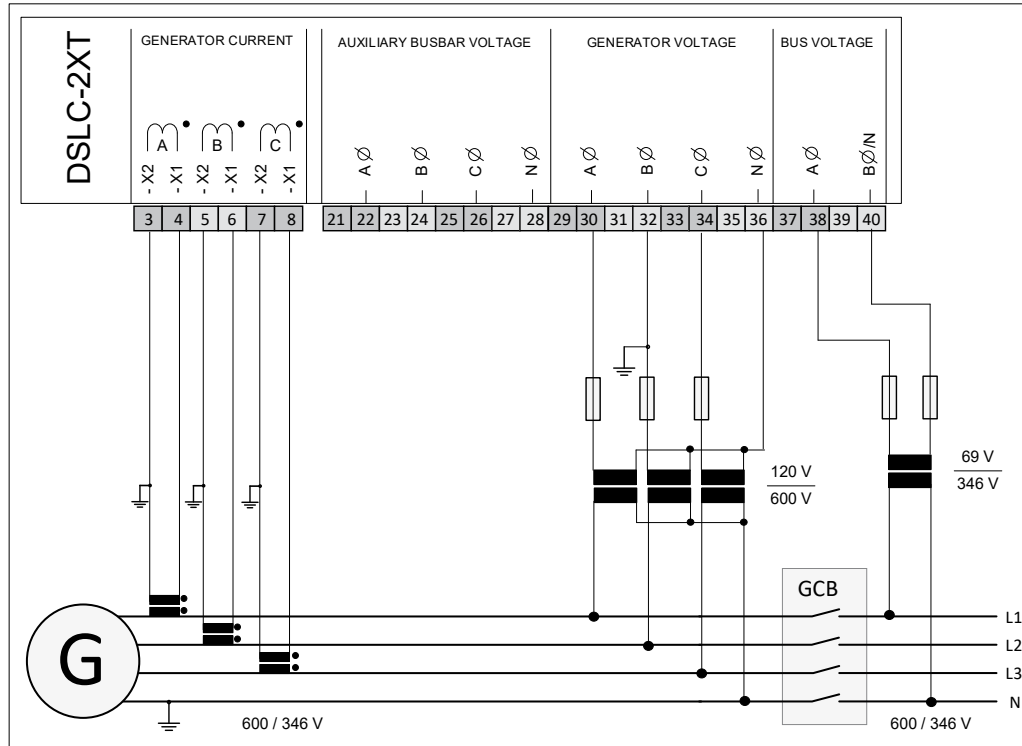 DSLC-2XT
GENERATOR CURRENT
AUXILIARY BUSBAR VOLTAGE
GENERATOR VOLTAGE
BUS VOLTAGE
A
B
C
- X2
- X1
- X2
- X1
- X2
- X1
A Ø
B Ø
C Ø
N Ø
A Ø
B Ø
C Ø
N Ø
A Ø
BØ/N
3 4 5 6 7 8 21 22 23 24 25 26 27 28 29 30 31 32 33 34 35 36 37 38 39 40
120 V
600 V
69 V
346 V
GCB
G
L1
L2
L3
N
600 / 346 V
600 / 346 V